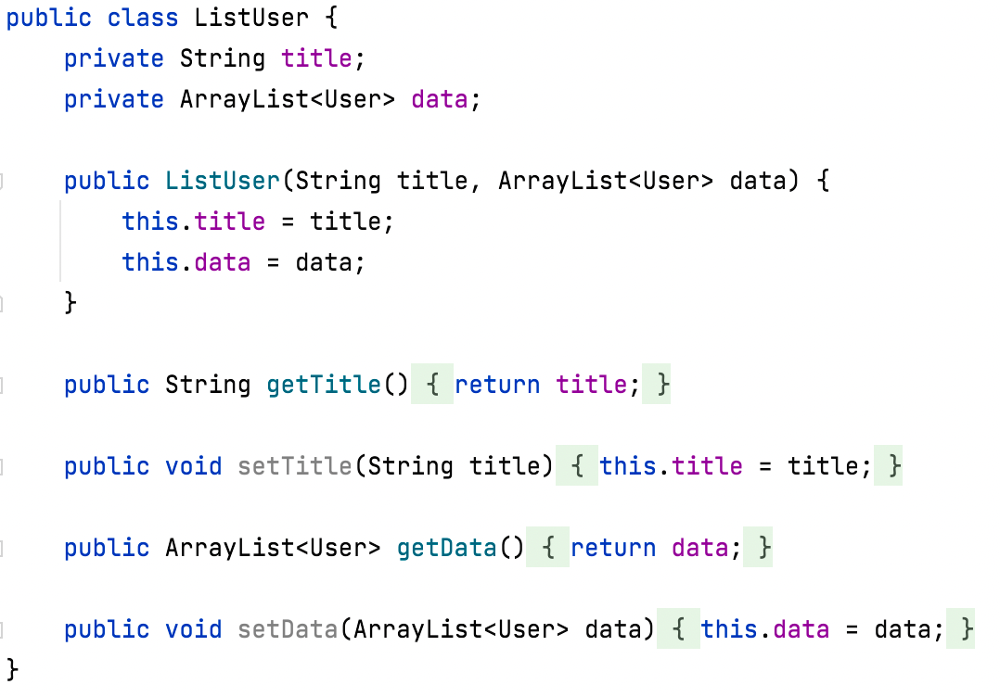 public class ListUser {
    private String title;
    private ArrayList<User> data;

    public ListUser(String title, ArrayList<User> data) {
        this.title = title;
        this.data = data;
    }

    public String getTitle() { return title; }

    public void setTitle(String title) { this.title = title; }

    public ArrayList<User> getData() { return data; }

    public void setData(ArrayList<User> data) { this.data = data; }
}